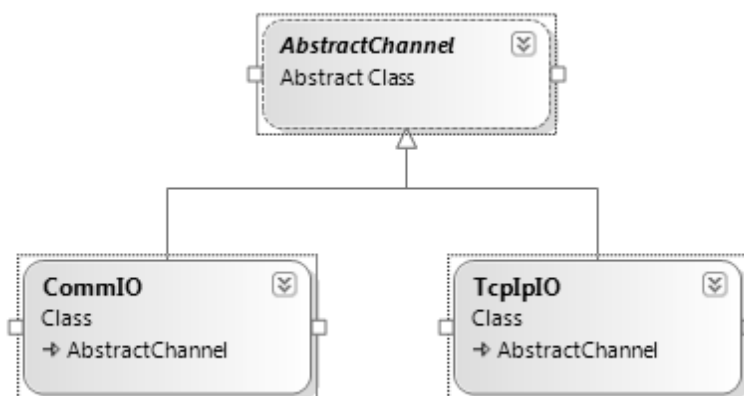 AbstractChannel
Abstract Class
CommIO
Class
AbstractChannel
TcpIpIO
Class
AbstractChannel